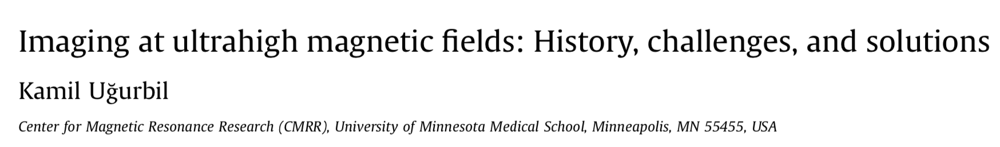 Imaging at ultrahigh magnetic fields: History, challenges, and solutions
Kamil Uğurbil
Center for Magnetic Resonance Research (CMRR), University of Minnesota Medical School, Minneapolis, MN 55455, USA